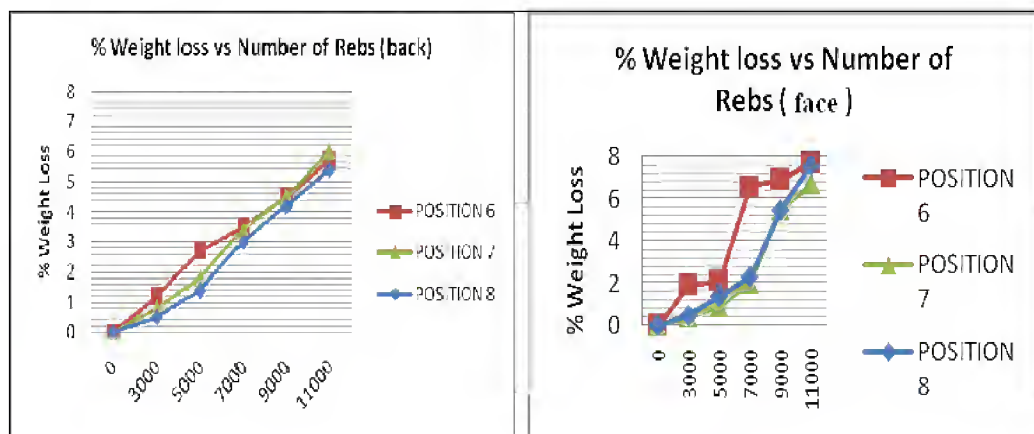 % Weight loss vs Number of Rebs (back)
8
7
6
5
4
3
2
1
0
% Weight Loss
0
3000
5000
7000
9000
11000
POSITION 6
POSITION 7
POSITION 8
% Weight loss vs Number of
Rebs ( face )
8
6
4
2
0
% Weight Loss
0
3000
5000
7000
9000
11000
POSITION
6
POSITION
7
POSITION
8